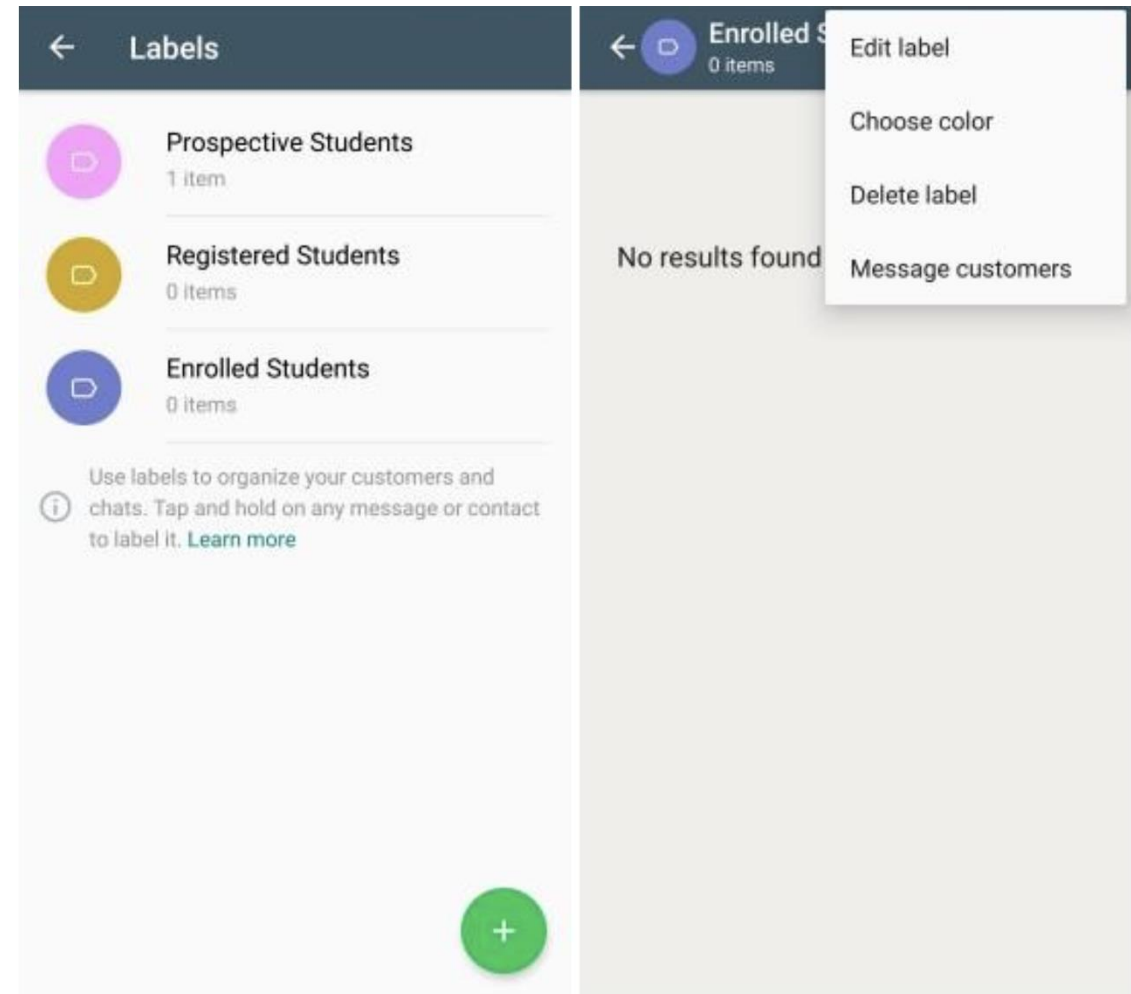 Labels
Prospective Students
1 item
Registered Students
0 items
Enrolled Students
0 items
Use labels to organize your customers and
chats. Tap and hold on any message or contact
to label it. Learn more
Enrolled S
0 items
No results found
Edit label
Choose color
Delete label
Message customers